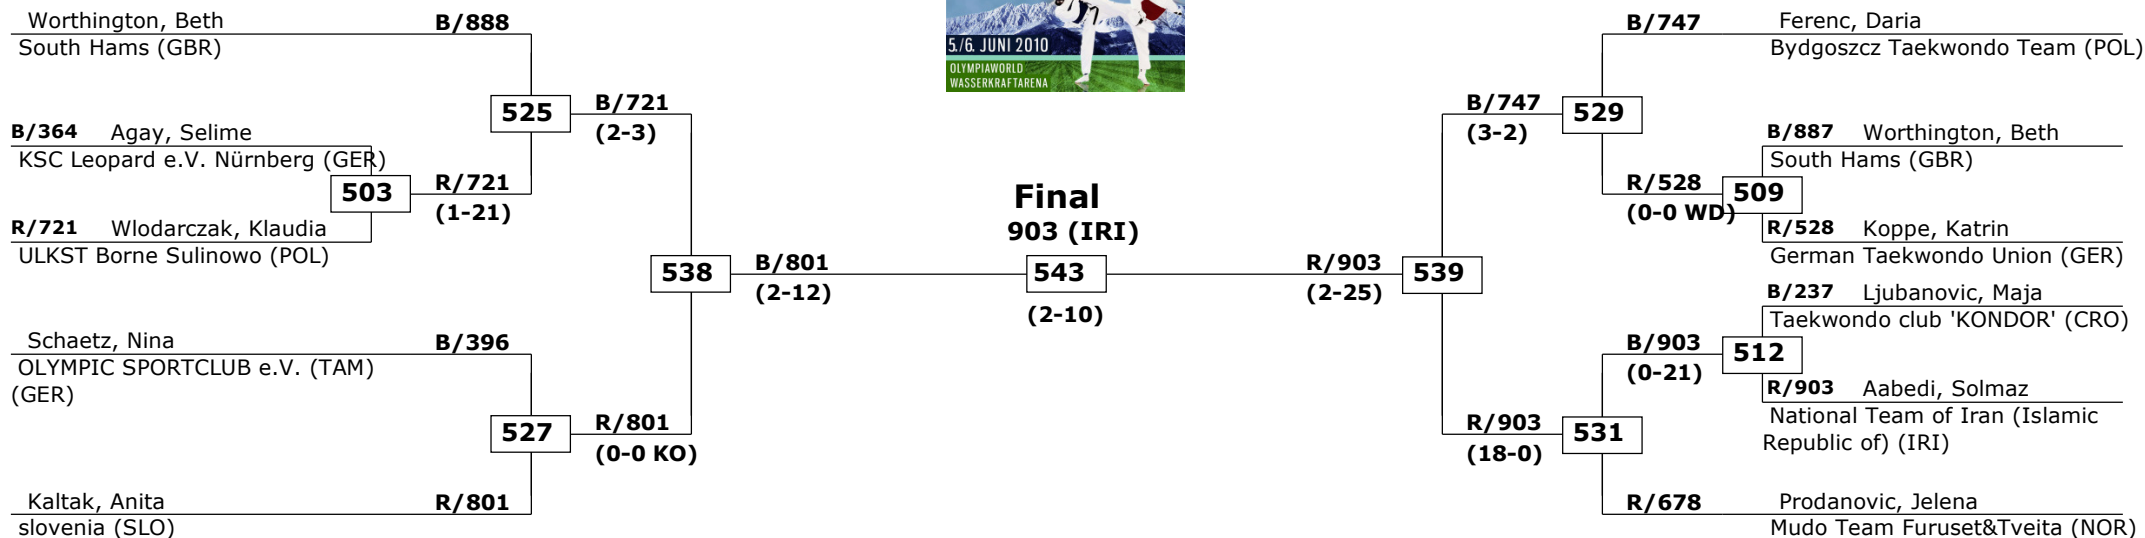 Worthington, Beth
B/888
South Hams (GBR)
B/364 Agay, Selime
KSC Leopard e.V. Nürnberg (GER)
503
R/721
(1-21)
R/721 Wlodarczak, Klaudia
ULKST Borne Sulinowo (POL)
525
B/721
(2-3)
Schaetz, Nina
B/396
OLYMPIC SPORTCLUB e.V. (TAM)
(GER)
527
R/801
(0-0 KO)
Kaltak, Anita
R/801
slovenia (SLO)
538
B/801
(2-12)
5./6. JUNI 2010
OLYMPIAWORLD
WASSERKRAFTARENA
Final
903 (IRI)
543
(2-10)
R/903
(2-25)
539
B/747
(3-2)
529
B/747
Ferenc, Daria
Bydgoszcz Taekwondo Team (POL)
B/887 Worthington, Beth
South Hams (GBR)
R/528
(0-0 WD)
509
R/528 Koppe, Katrin
German Taekwondo Union (GER)
B/237 Ljubanovic, Maja
Taekwondo club 'KONDOR' (CRO)
B/903
(0-21)
512
R/903 Aabedi, Solmaz
National Team of Iran (Islamic
Republic of) (IRI)
R/903
(18-0)
531
R/678
Prodanovic, Jelena
Mudo Team Furuset&Tveita (NOR)